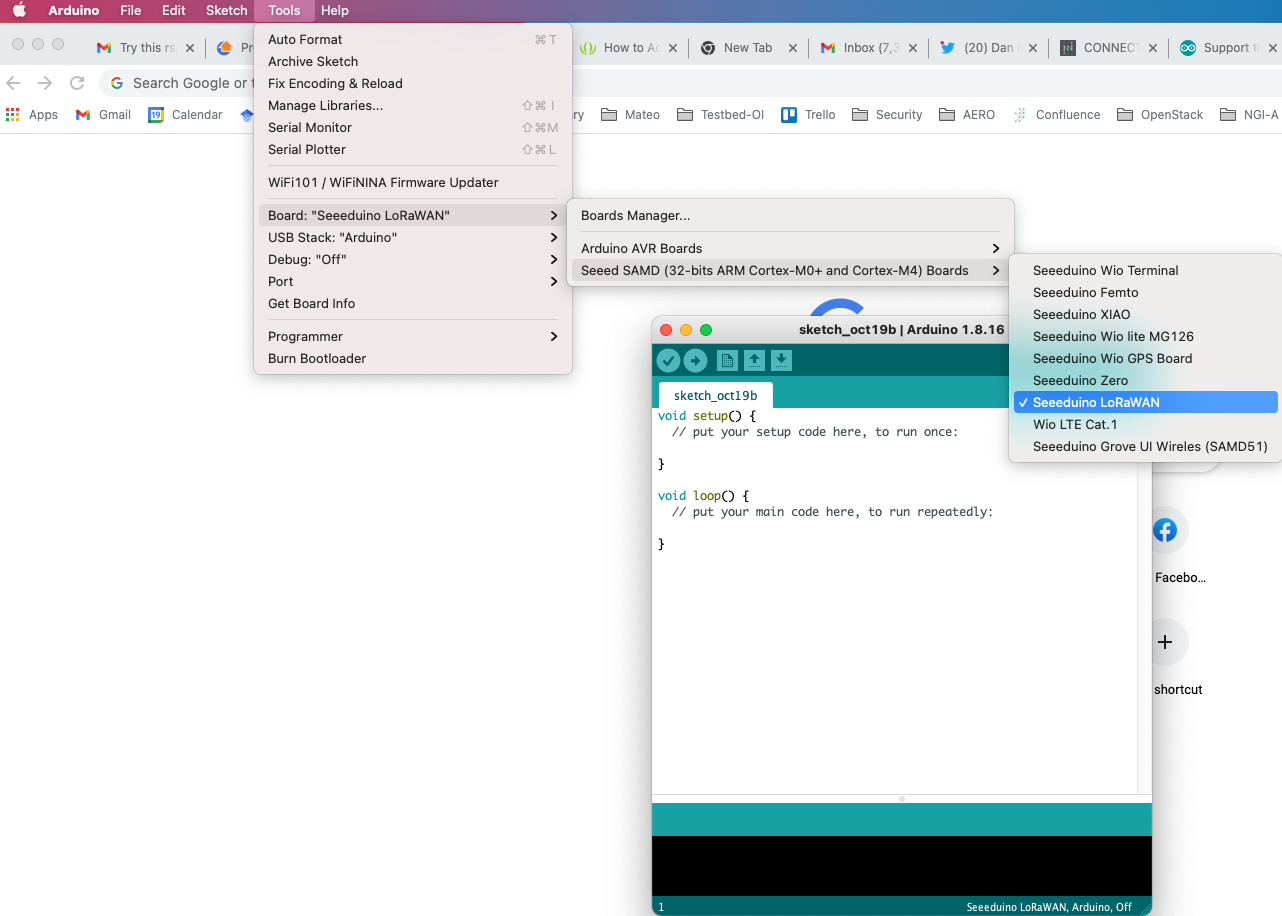 Arduino File Edit Sketch Tools Help
Try this rs
Pr
How to Ad
New Tab
Inbox (7,3
(20) Dan
CONNECT
Support th
Search Google or t
Apps
Gmail
Calendar
ry
Mateo
Testbed-OI
Trello
Security
AERO
Confluence
OpenStack
NGI-A
Auto Format ⌘ T
Archive Sketch
Fix Encoding & Reload
Manage Libraries... ⇧⌘ I
Serial Monitor ⇧⌘M
Serial Plotter ⇧⌘ L
WiFi101 / WiFiNINA Firmware Updater
Board: "Seeeduino LoRaWAN"
USB Stack: "Arduino"
Debug: "Off"
Port
Get Board Info
Programmer
Burn Bootloader
Boards Manager...
Arduino AVR Boards
Seeed SAMD (32-bits ARM Cortex-M0+ and Cortex-M4) Boards
Seeeduino Wio Terminal
Seeeduino Femto
Seeeduino XIAO
Seeeduino Wio lite MG126
Seeeduino Wio GPS Board
Seeeduino Zero
✓ Seeeduino LoRaWAN
Wio LTE Cat.1
Seeeduino Grove UI Wireles (SAMD51)
sketch_oct19b | Arduino 1.8.16
sketch_oct19b
void setup() {
// put your setup code here, to run once:
}
void loop() {
// put your main code here, to run repeatedly:
}
Facebo...
shortcut
1
Seeeduino LoRaWAN, Arduino, Off